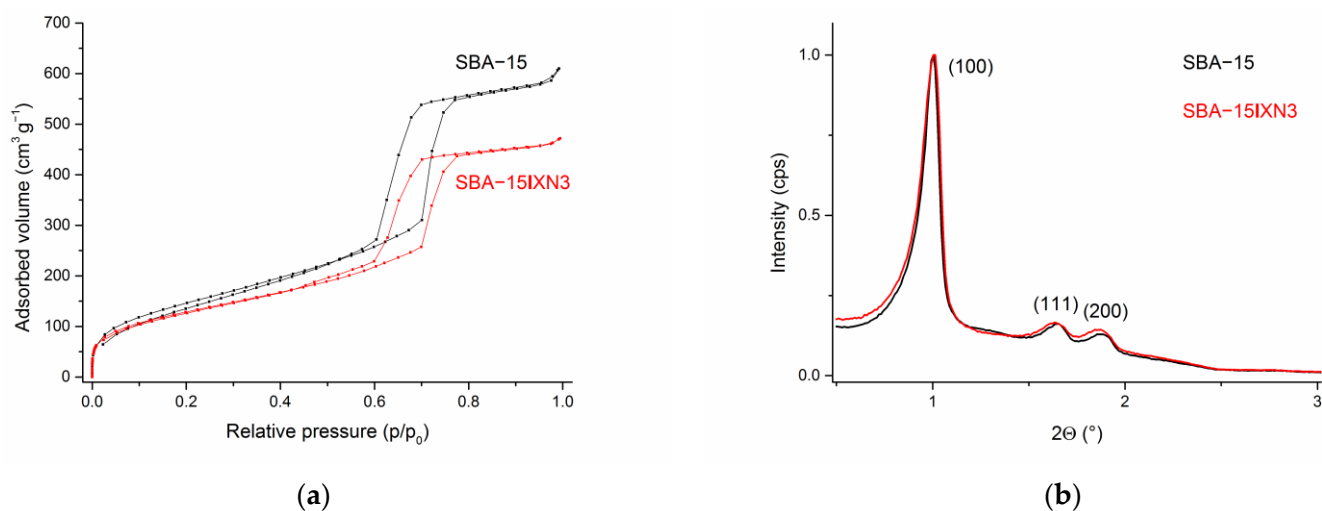 700
600
500
400
300
200
100
0
Adsorbed volume (cm³ g⁻¹)
SBA−15
SBA−15IXN3
0.0 0.2 0.4 0.6 0.8 1.0
Relative pressure (p/p₀)
(a)
1.0
0.5
0.0
Intensity (cps)
(100)
(111)
(200)
SBA−15
SBA−15IXN3
1 2 3
2Θ (°)
(b)